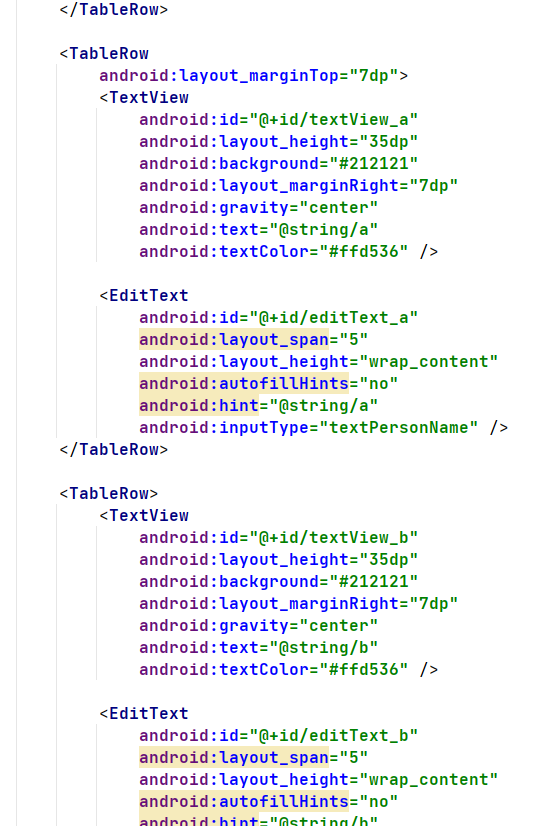 </TableRow>
<TableRow
android:layout_marginTop="7dp">
<TextView
android:id="@+id/textView_a"
android:layout_height="35dp"
android:background="#212121"
android:layout_marginRight="7dp"
android:gravity="center"
android:text="@string/a"
android:textColor="#ffd536" />
<EditText
android:id="@+id/editText_a"
android:layout_span="5"
android:layout_height="wrap_content"
android:autofillHints="no"
android:hint="@string/a"
android:inputType="textPersonName" />
</TableRow>
<TableRow>
<TextView
android:id="@+id/textView_b"
android:layout_height="35dp"
android:background="#212121"
android:layout_marginRight="7dp"
android:gravity="center"
android:text="@string/b"
android:textColor="#ffd536" />
<EditText
android:id="@+id/editText_b"
android:layout_span="5"
android:layout_height="wrap_content"
android:autofillHints="no"
android:hint="@string/b"